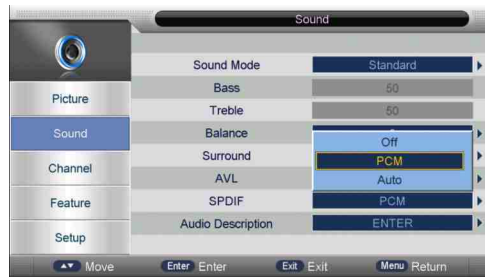 Sound
Sound Mode Standard
Bass 50
Picture
Treble 50
Sound
Balance
Off
Surround
PCM
Channel
AVL
Auto
Feature
SPDIF PCM
Audio Description ENTER
Setup
Move Enter Enter Exit Exit Menu Return